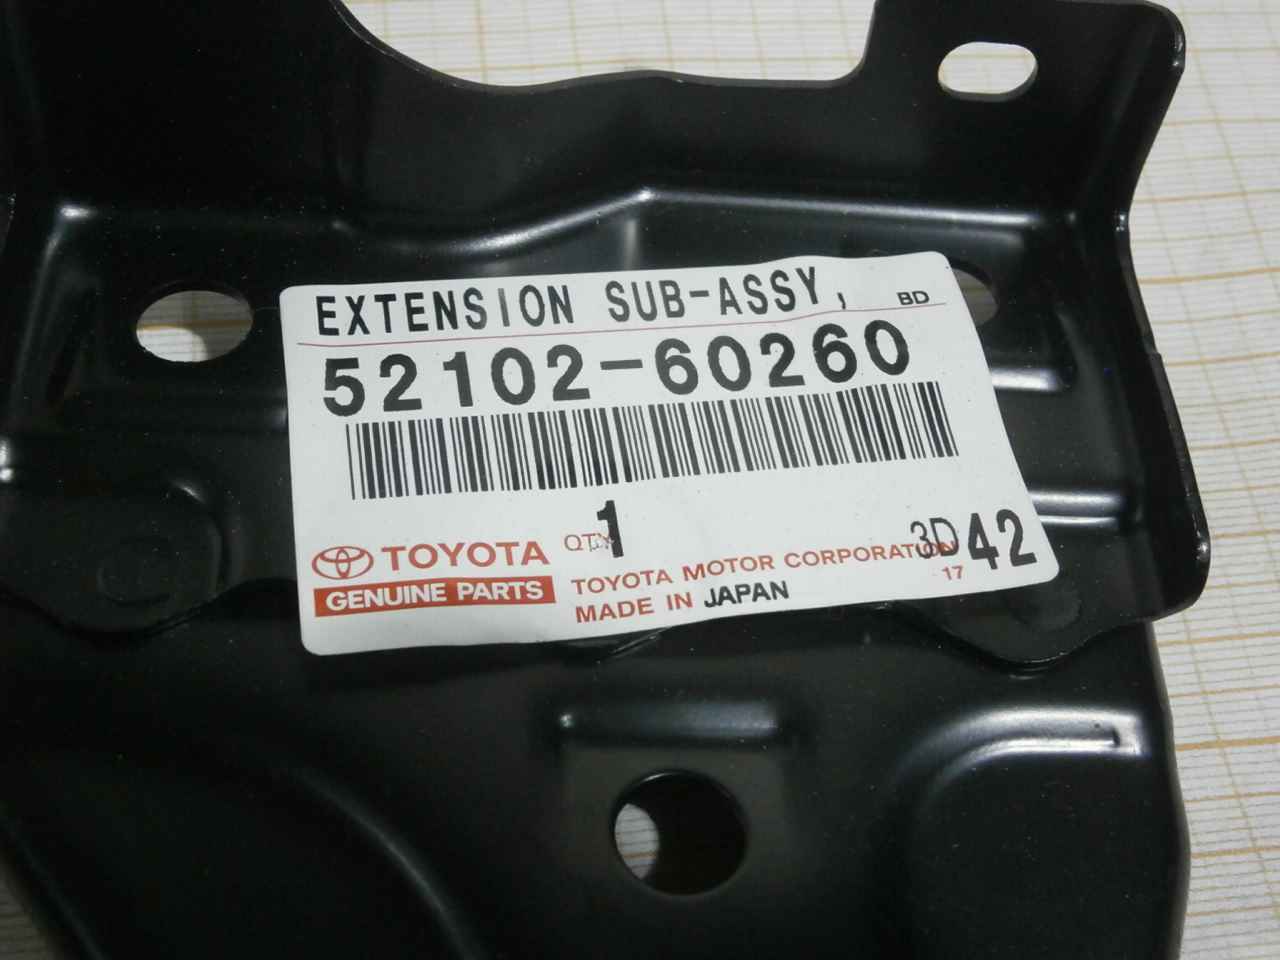 EXTENSION SUB-ASSY, BD
52102-60260
QTY 1
TOYOTA
GENUINE PARTS
TOYOTA MOTOR CORPORATION 3D42
MADE IN JAPAN
17